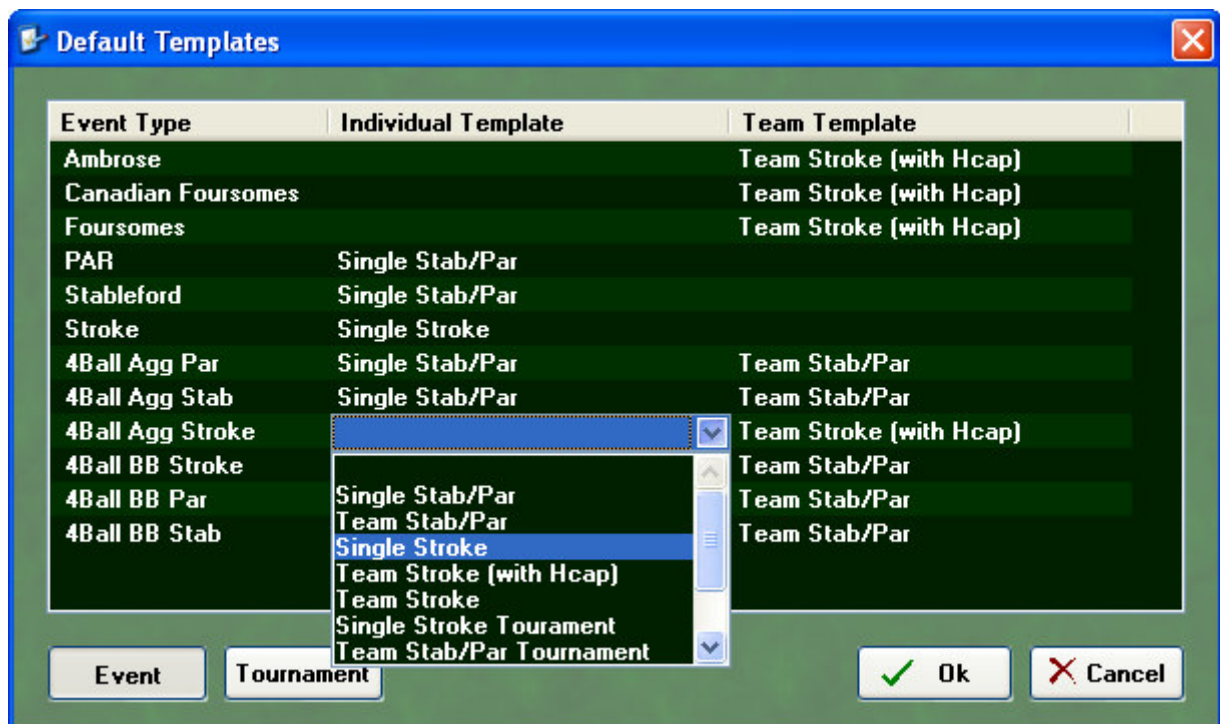 Default Templates
Event Type Individual Template Team Template
Ambrose Team Stroke (with Hcap)
Canadian Foursomes Team Stroke (with Hcap)
Foursomes Team Stroke (with Hcap)
PAR Single Stab/Par
Stableford Single Stab/Par
Stroke Single Stroke
4Ball Agg Par Single Stab/Par Team Stab/Par
4Ball Agg Stab Single Stab/Par Team Stab/Par
4Ball Agg Stroke Team Stroke (with Hcap)
4Ball BB Stroke Team Stab/Par
4Ball BB Par Team Stab/Par
4Ball BB Stab Team Stab/Par
Single Stab/Par
Team Stab/Par
Single Stroke
Team Stroke (with Hcap)
Team Stroke
Single Stroke Tourament
Team Stab/Par Tournament
Event Tournament Ok Cancel